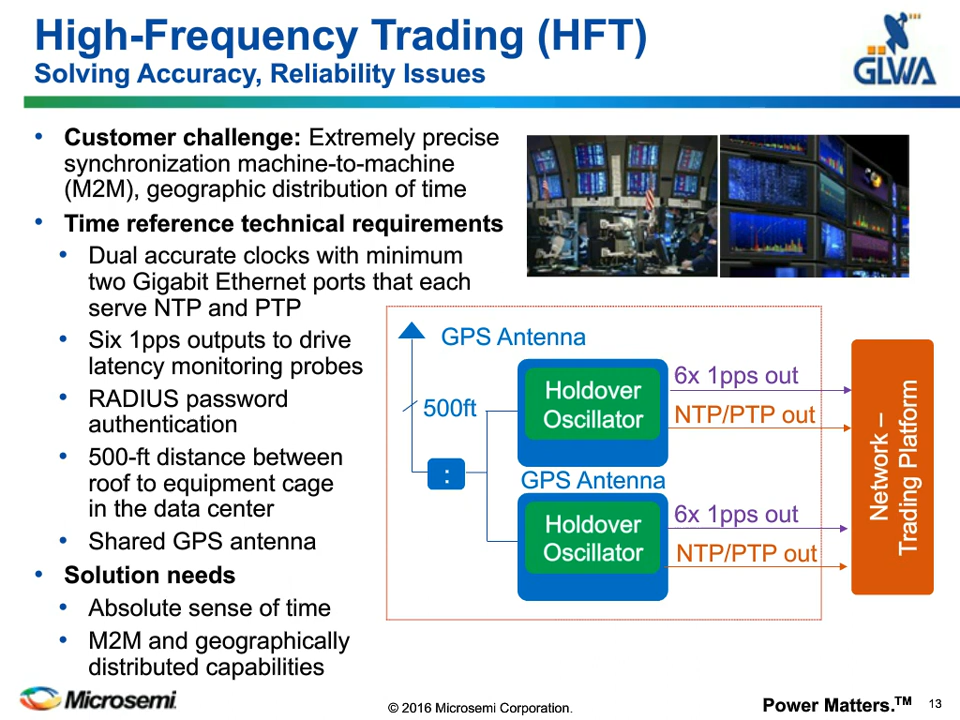 High-Frequency Trading (HFT)
Solving Accuracy, Reliability Issues
GLWA
• Customer challenge: Extremely precise
synchronization machine-to-machine
(M2M), geographic distribution of time
• Time reference technical requirements
• Dual accurate clocks with minimum
two Gigabit Ethernet ports that each
serve NTP and PTP
• Six 1pps outputs to drive
latency monitoring probes
• RADIUS password
authentication
• 500-ft distance between
roof to equipment cage
in the data center
• Shared GPS antenna
• Solution needs
• Absolute sense of time
• M2M and geographically
distributed capabilities
GPS Antenna
500ft
:
Holdover
Oscillator
6x 1pps out
NTP/PTP out
GPS Antenna
Holdover
Oscillator
6x 1pps out
NTP/PTP out
Network –
Trading Platform
Microsemi.
© 2016 Microsemi Corporation.
Power Matters.™
13